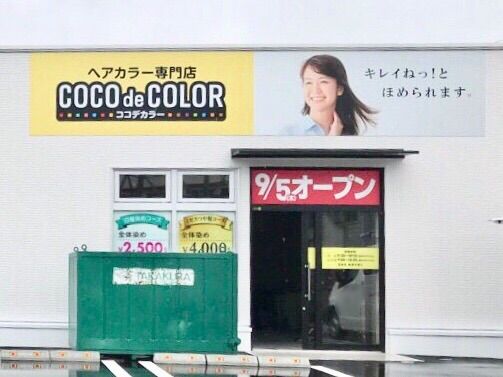 ヘアカラー専門店
COCO de COLOR
ココデカラー
キレイねっ!と
ほめられます。
9/5オープン
全体染め
¥2,500
全体染め
¥4,000
TAKAKURA